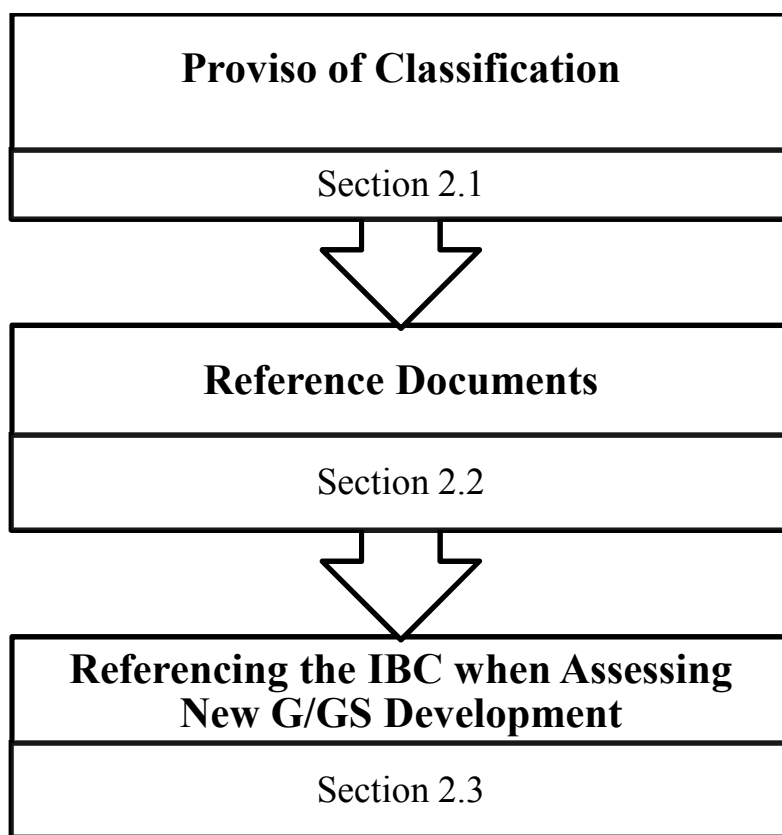 Proviso of Classification
Section 2.1
Reference Documents
Section 2.2
Referencing the IBC when Assessing
New G/GS Development
Section 2.3